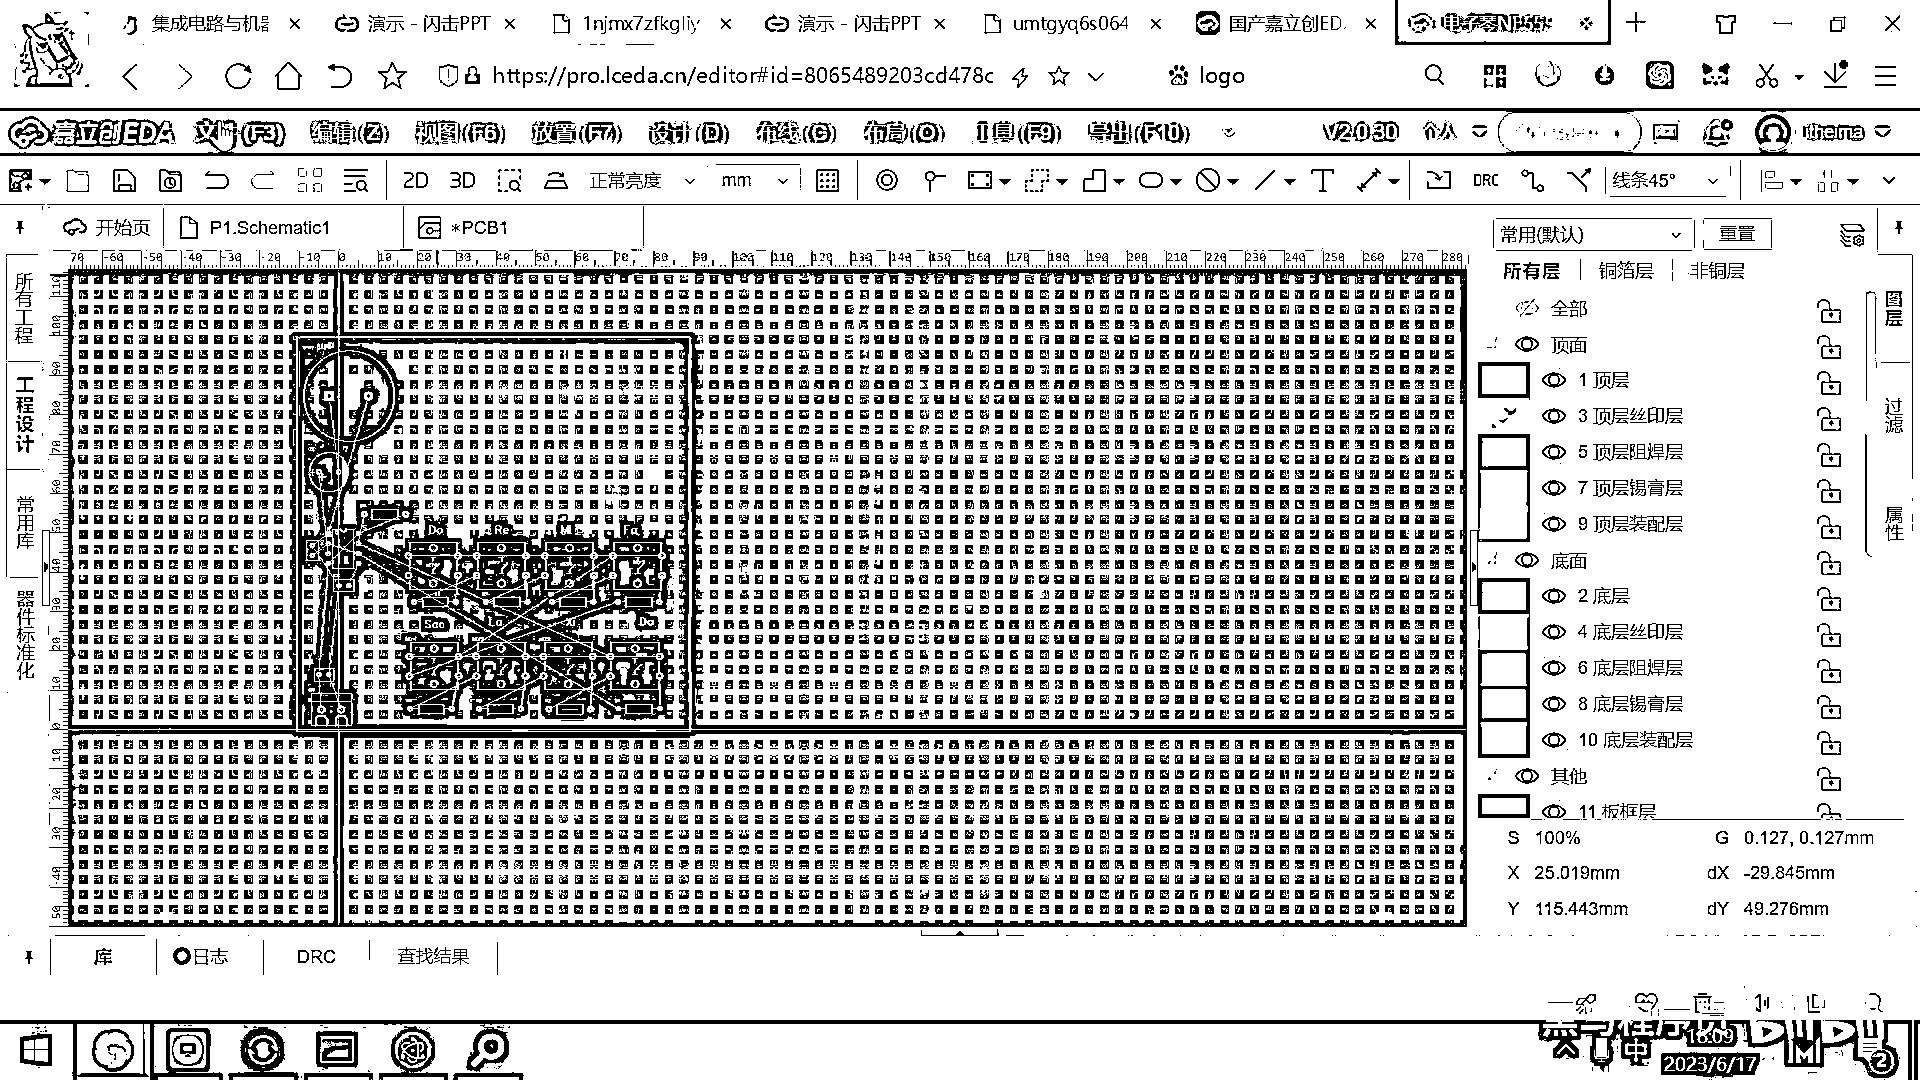 集成电路与机器
演示 - 闪击PPT
1njmx7zfkgliy
演示 - 闪击PPT
umtgyq6s064
国产嘉立创ED
电子琴NE555
https://pro.lceda.cn/editor#id=8065489203cd478c
logo
嘉立创EDA
文件(F3)
编辑(Z)
视图(F6)
放置(F7)
设计(D)
布线(G)
布局(O)
工具(F9)
导出(F10)
V2.0.30
个人
itheima
2D
3D
正常亮度
mm
DRC
线条45°
开始页
P1.Schematic1
*PCB1
常用(默认)
重置
所有层
铜箔层
非铜层
全部
顶面
1 顶层
3 顶层丝印层
5 顶层阻焊层
7 顶层锡膏层
9 顶层装配层
底面
2 底层
4 底层丝印层
6 底层阻焊层
8 底层锡膏层
10 底层装配层
其他
11 板框层
所有工程
工程设计
常用库
器件标准化
图层
过滤
属性
S 100%
G 0.127, 0.127mm
X 25.019mm
dX -29.845mm
Y 115.443mm
dY 49.276mm
库
日志
DRC
查找结果
中
18:09
2023/6/17
2